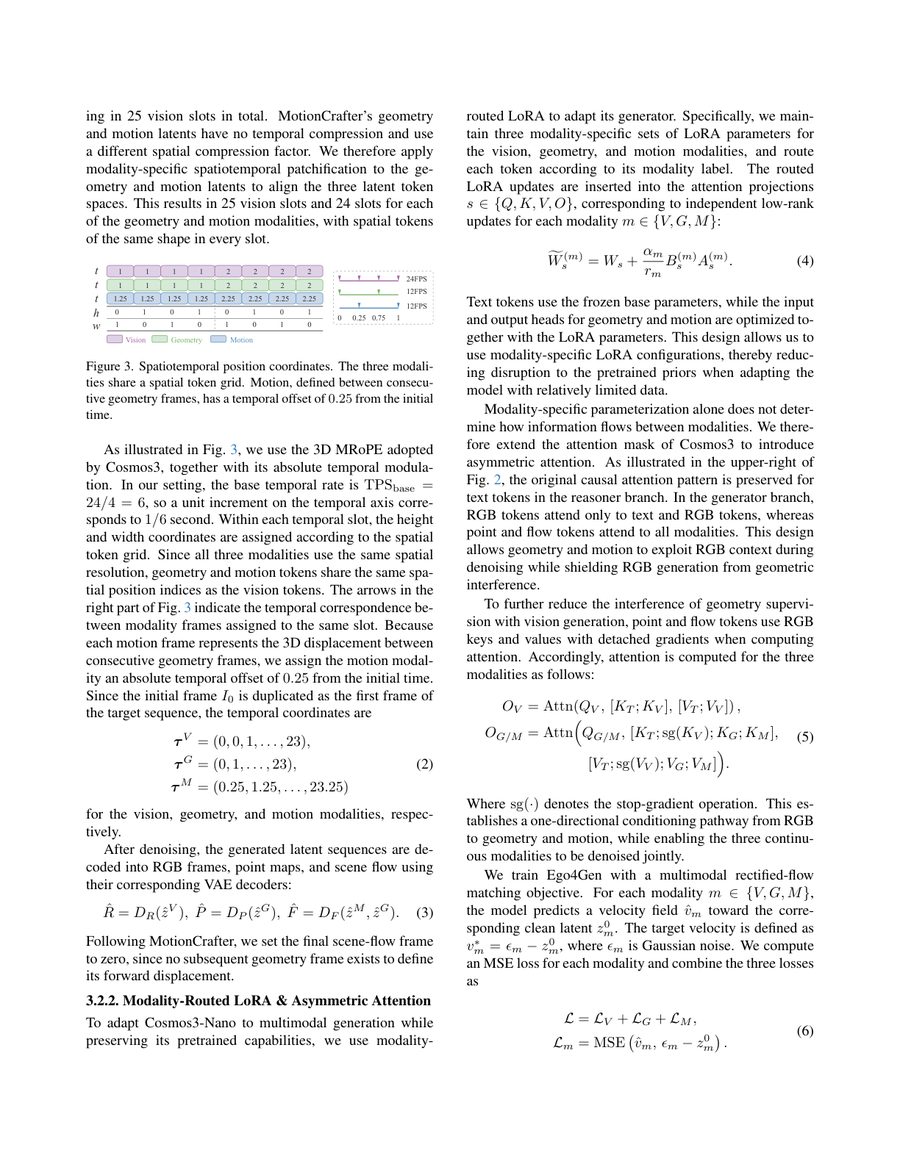 ing in 25 vision slots in total. MotionCrafter's geometry
and motion latents have no temporal compression and use
a different spatial compression factor. We therefore apply
modality-specific spatiotemporal patchification to the ge-
ometry and motion latents to align the three latent token
spaces. This results in 25 vision slots and 24 slots for each
of the geometry and motion modalities, with spatial tokens
of the same shape in every slot.
t 1 1 1 1 2 2 2 2
t 1 1 1 1 2 2 2 2
t 1.25 1.25 1.25 1.25 2.25 2.25 2.25 2.25
h 0 1 0 1 0 1 0 1
w 1 0 1 0 1 0 1 0
Vision Geometry Motion
24FPS
12FPS
12FPS
0 0.25 0.75 1
Figure 3. Spatiotemporal position coordinates. The three modali-
ties share a spatial token grid. Motion, defined between consecu-
tive geometry frames, has a temporal offset of 0.25 from the initial
time.
As illustrated in Fig. 3, we use the 3D MRoPE adopted
by Cosmos3, together with its absolute temporal modula-
tion. In our setting, the base temporal rate is TPS_base =
24/4 = 6, so a unit increment on the temporal axis corre-
sponds to 1/6 second. Within each temporal slot, the height
and width coordinates are assigned according to the spatial
token grid. Since all three modalities use the same spatial
resolution, geometry and motion tokens share the same spa-
tial position indices as the vision tokens. The arrows in the
right part of Fig. 3 indicate the temporal correspondence be-
tween modality frames assigned to the same slot. Because
each motion frame represents the 3D displacement between
consecutive geometry frames, we assign the motion modal-
ity an absolute temporal offset of 0.25 from the initial time.
Since the initial frame I_0 is duplicated as the first frame of
the target sequence, the temporal coordinates are
τ^V = (0, 0, 1, . . . , 23),
τ^G = (0, 1, . . . , 23), (2)
τ^M = (0.25, 1.25, . . . , 23.25)
for the vision, geometry, and motion modalities, respec-
tively.
After denoising, the generated latent sequences are de-
coded into RGB frames, point maps, and scene flow using
their corresponding VAE decoders:
R̂ = D_R(ẑ^V), P̂ = D_P(ẑ^G), F̂ = D_F(ẑ^M, ẑ^G). (3)
Following MotionCrafter, we set the final scene-flow frame
to zero, since no subsequent geometry frame exists to define
its forward displacement.
3.2.2. Modality-Routed LoRA & Asymmetric Attention
To adapt Cosmos3-Nano to multimodal generation while
preserving its pretrained capabilities, we use modality-
routed LoRA to adapt its generator. Specifically, we main-
tain three modality-specific sets of LoRA parameters for
the vision, geometry, and motion modalities, and route
each token according to its modality label. The routed
LoRA updates are inserted into the attention projections
s ∈ {Q, K, V, O}, corresponding to independent low-rank
updates for each modality m ∈ {V, G, M}:
W̃_s^(m) = W_s + α_m/r_m B_s^(m) A_s^(m). (4)
Text tokens use the frozen base parameters, while the input
and output heads for geometry and motion are optimized to-
gether with the LoRA parameters. This design allows us to
use modality-specific LoRA configurations, thereby reduc-
ing disruption to the pretrained priors when adapting the
model with relatively limited data.
Modality-specific parameterization alone does not deter-
mine how information flows between modalities. We there-
fore extend the attention mask of Cosmos3 to introduce
asymmetric attention. As illustrated in the upper-right of
Fig. 2, the original causal attention pattern is preserved for
text tokens in the reasoner branch. In the generator branch,
RGB tokens attend only to text and RGB tokens, whereas
point and flow tokens attend to all modalities. This design
allows geometry and motion to exploit RGB context during
denoising while shielding RGB generation from geometric
interference.
To further reduce the interference of geometry supervi-
sion with vision generation, point and flow tokens use RGB
keys and values with detached gradients when computing
attention. Accordingly, attention is computed for the three
modalities as follows:
O_V = Attn(Q_V, [K_T; K_V], [V_T; V_V]),
O_G/M = Attn(Q_G/M, [K_T; sg(K_V); K_G; K_M], (5)
[V_T; sg(V_V); V_G; V_M]).
Where sg(·) denotes the stop-gradient operation. This es-
tablishes a one-directional conditioning pathway from RGB
to geometry and motion, while enabling the three continu-
ous modalities to be denoised jointly.
We train Ego4Gen with a multimodal rectified-flow
matching objective. For each modality m ∈ {V, G, M},
the model predicts a velocity field v̂_m toward the corre-
sponding clean latent z_m^0. The target velocity is defined as
v_m^* = ϵ_m − z_m^0, where ϵ_m is Gaussian noise. We compute
an MSE loss for each modality and combine the three losses
as
ℒ = ℒ_V + ℒ_G + ℒ_M,
ℒ_m = MSE (v̂_m, ϵ_m − z_m^0) . (6)